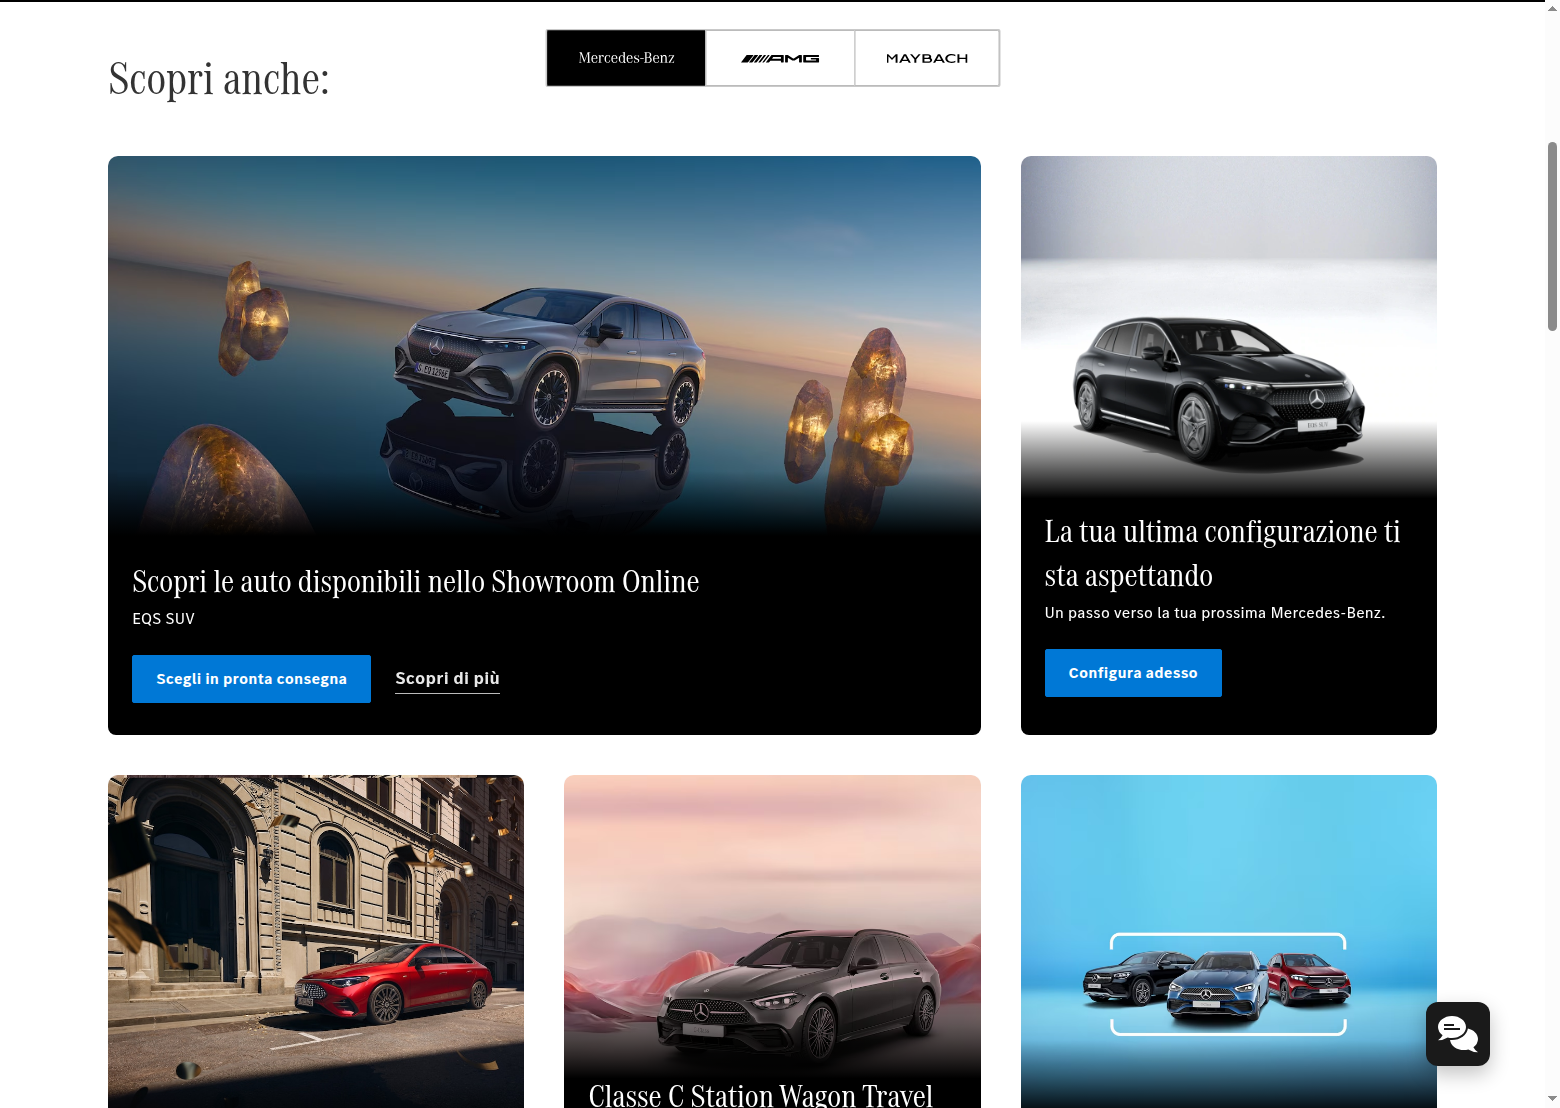 Scopri anche:
Mercedes-Benz
AMG
MAYBACH
Scopri le auto disponibili nello Showroom Online
EQS SUV
Scegli in pronta consegna
Scopri di più
La tua ultima configurazione ti
sta aspettando
Un passo verso la tua prossima Mercedes-Benz.
Configura adesso
Classe C Station Wagon Travel